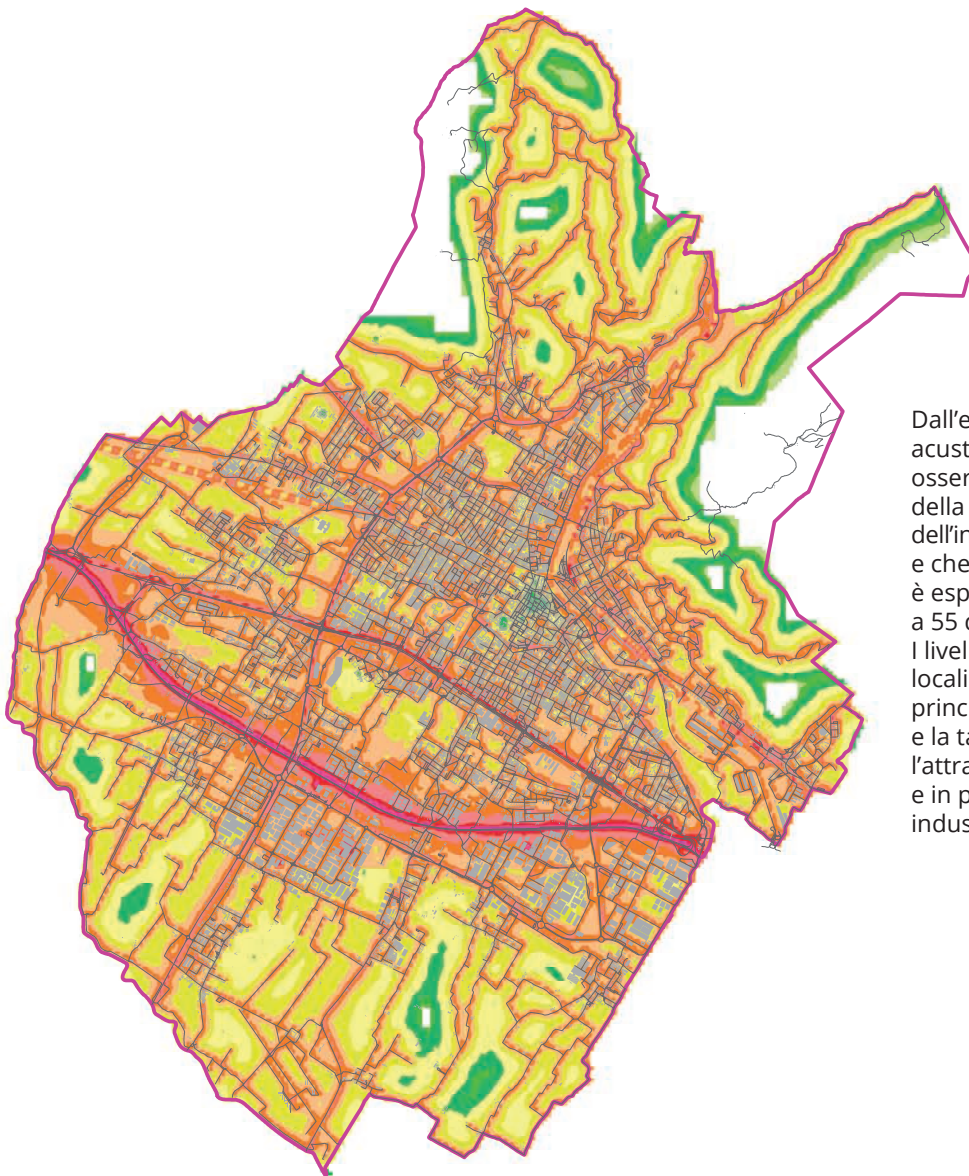 Dall'e
acust
osser
della
dell'in
e che
è esp
a 55 d
I livel
locali
princ
e la ta
l'attra
e in p
indus